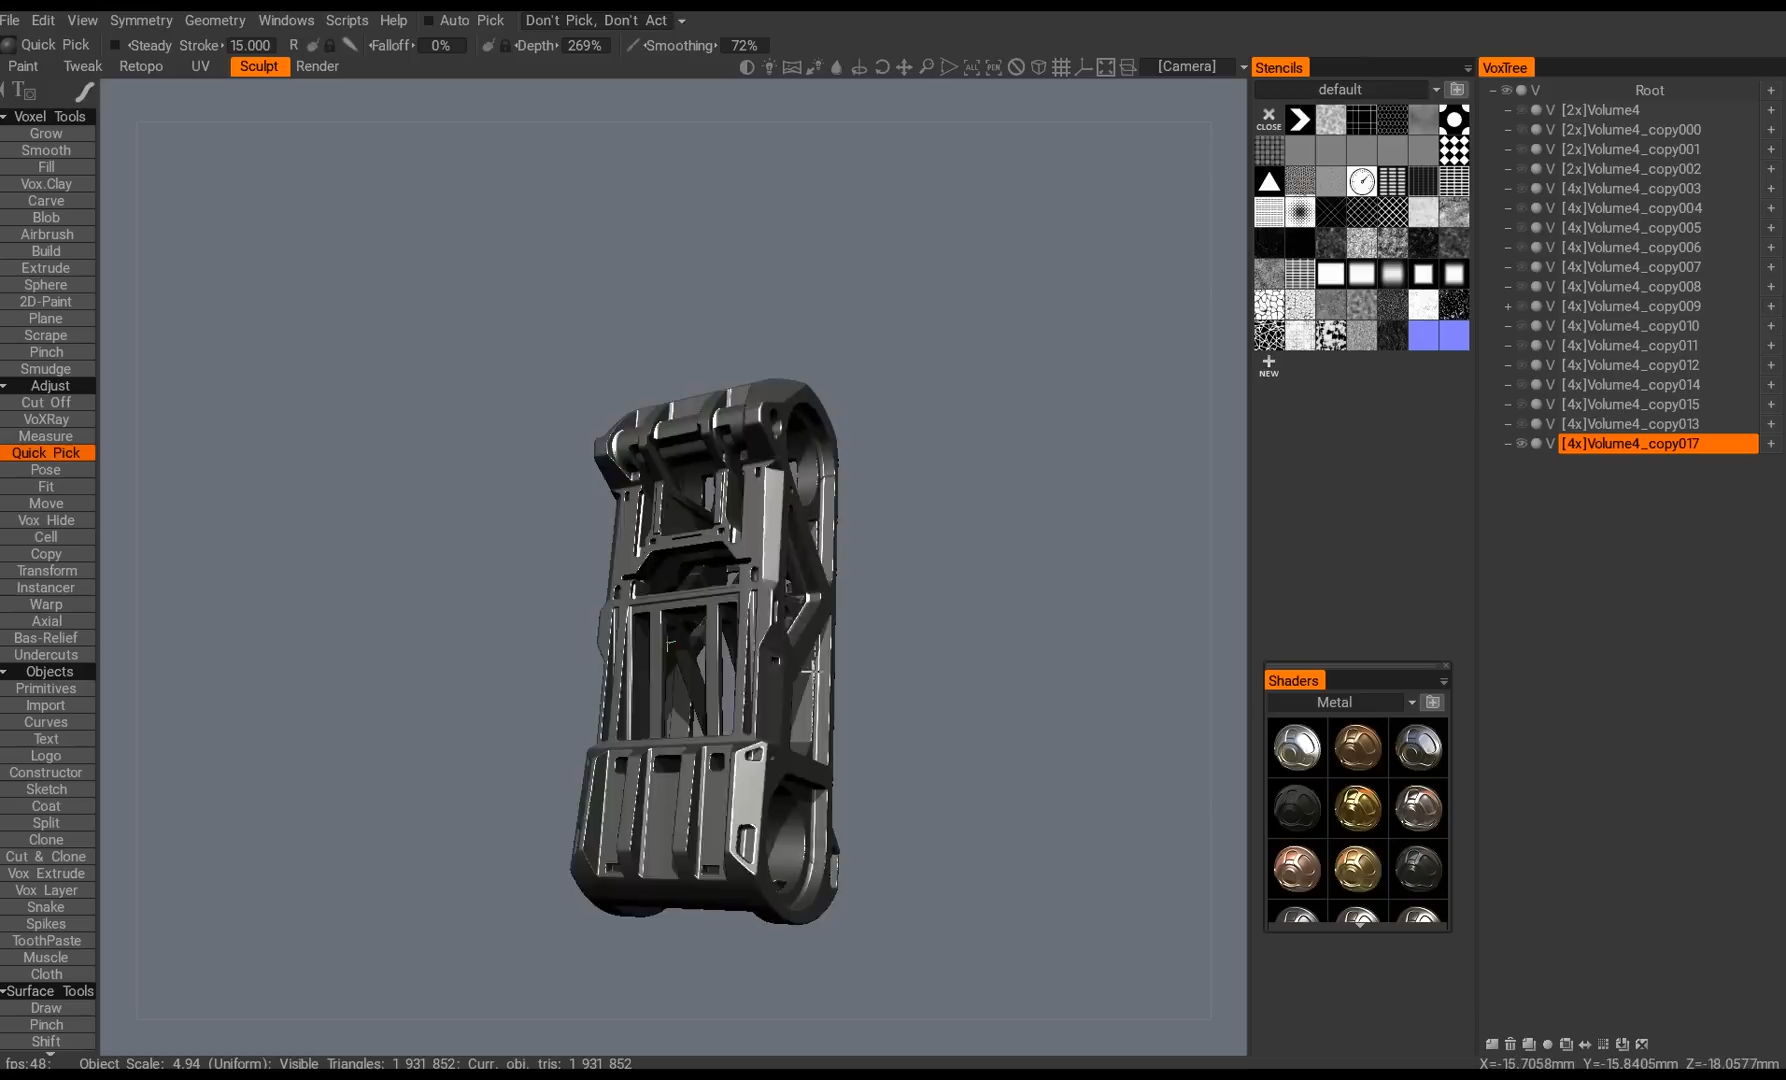 File Edit View Symmetry Geometry Windows Scripts Help Auto Pick Don't Pick, Don't Act
Quick Pick Steady Stroke 15.000 R Falloff 0% Depth 269% Smoothing 72%
Paint Tweak Retopo UV Sculpt Render [Camera]
Stencils
default
CLOSE
NEW
Voxel Tools
Grow
Smooth
Fill
Vox.Clay
Carve
Blob
Airbrush
Build
Extrude
Sphere
2D-Paint
Plane
Scrape
Pinch
Smudge
Adjust
Cut Off
VoXRay
Measure
Quick Pick
Pose
Fit
Move
Vox Hide
Cell
Copy
Transform
Instancer
Warp
Axial
Bas-Relief
Undercuts
Objects
Primitives
Import
Curves
Text
Logo
Constructor
Sketch
Coat
Split
Clone
Cut & Clone
Vox Extrude
Vox Layer
Snake
Spikes
ToothPaste
Muscle
Cloth
Surface Tools
Draw
Pinch
Shift
Shaders
Metal
VoxTree
V Root +
V [2x]Volume4 +
V [2x]Volume4_copy000 +
V [2x]Volume4_copy001 +
V [2x]Volume4_copy002 +
V [4x]Volume4_copy003 +
V [4x]Volume4_copy004 +
V [4x]Volume4_copy005 +
V [4x]Volume4_copy006 +
V [4x]Volume4_copy007 +
V [4x]Volume4_copy008 +
V [4x]Volume4_copy009 +
V [4x]Volume4_copy010 +
V [4x]Volume4_copy011 +
V [4x]Volume4_copy012 +
V [4x]Volume4_copy014 +
V [4x]Volume4_copy015 +
V [4x]Volume4_copy013 +
V [4x]Volume4_copy017 +
fps:48: Object Scale: 4.94 (Uniform): Visible Triangles: 1 931 852: Curr. obj. tris: 1 931 852
X=-15.7058mm Y=-15.8405mm Z=-18.0577mm